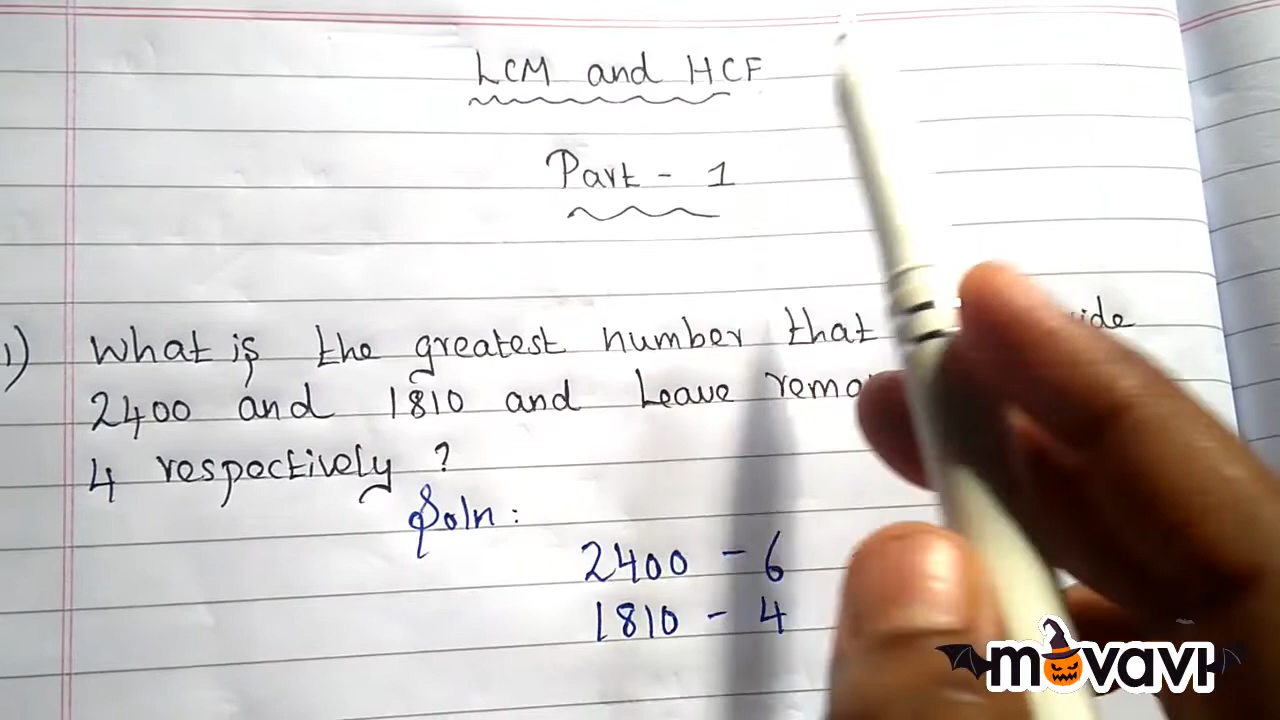 LCM and HCF
Part - 1
1) What is the greatest number that
2400 and 1810 and Leave
4 respectively ?
Soln :
2400 - 6
1810 - 4
movavi